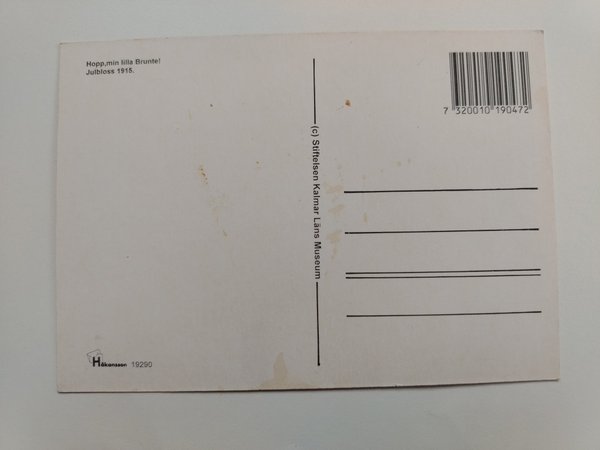 Hopp,min lilla Brunte!
Julbloss 1915.
(c) Stiftelsen Kalmar Läns Museum
7 320010 190472
Håkansson 19290